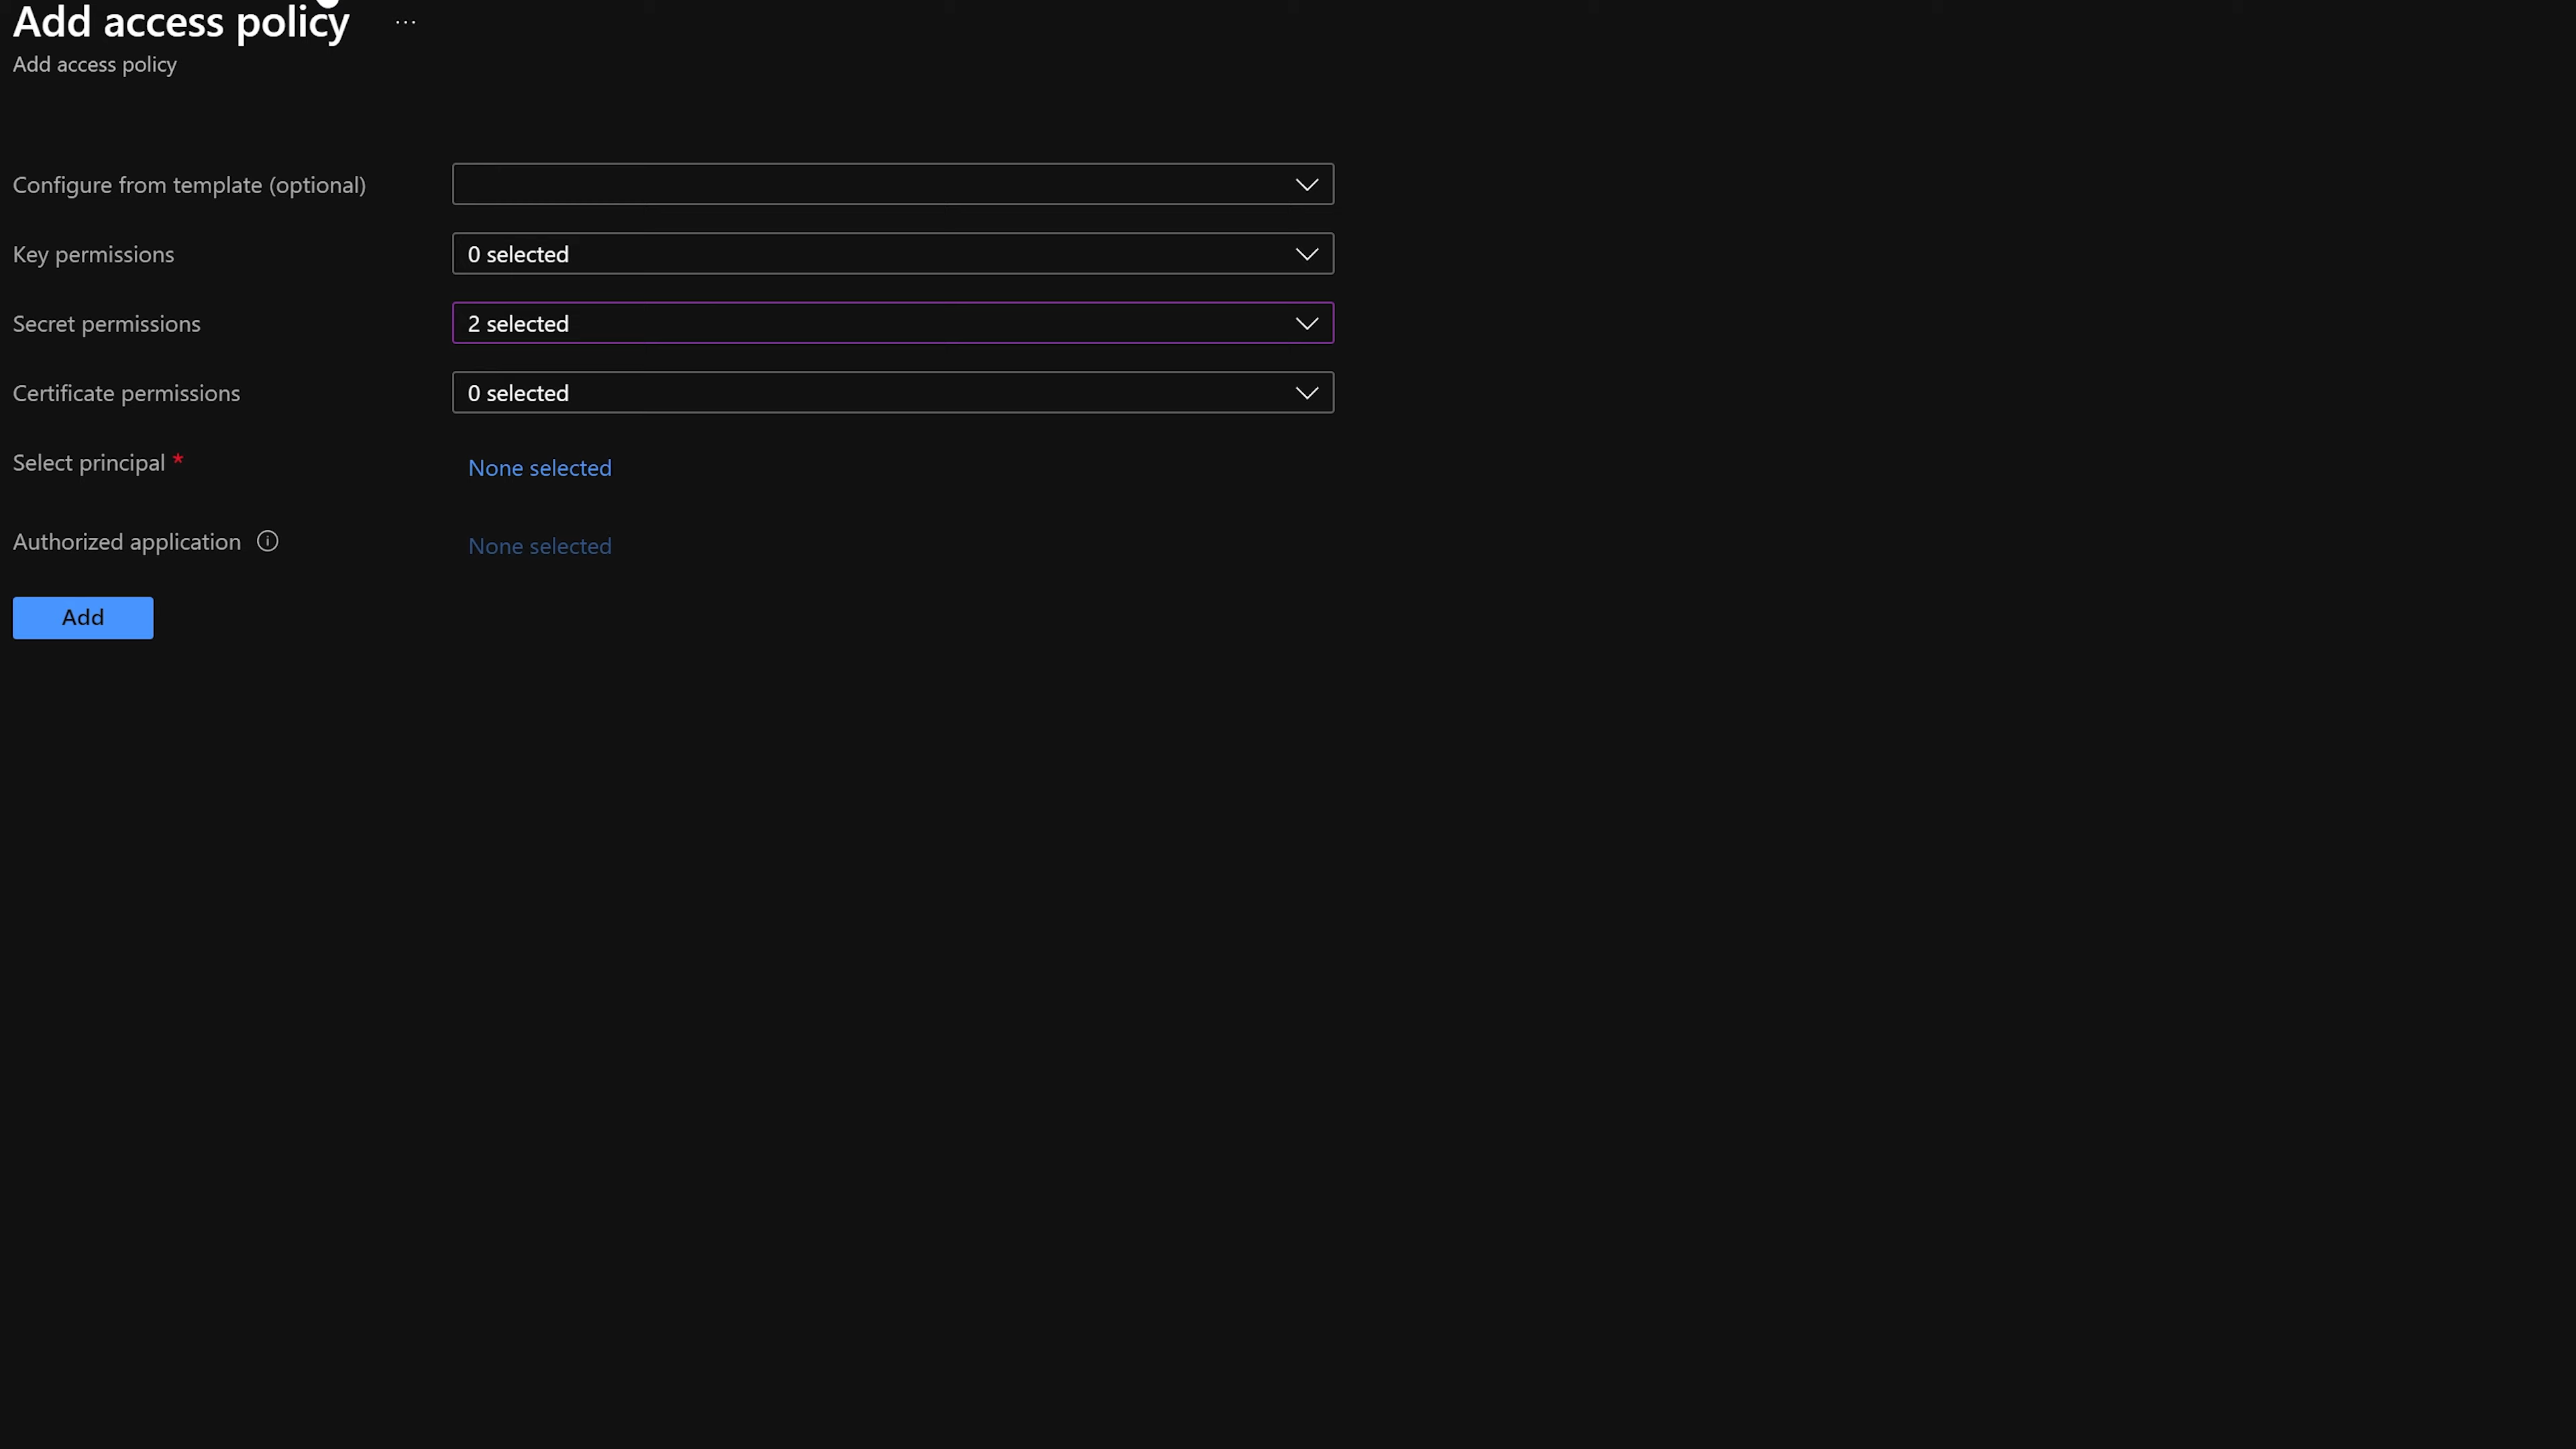 Add access policy ...
Add access policy
Configure from template (optional)
Key permissions 0 selected
Secret permissions 2 selected
Certificate permissions 0 selected
Select principal * None selected
Authorized application None selected
Add